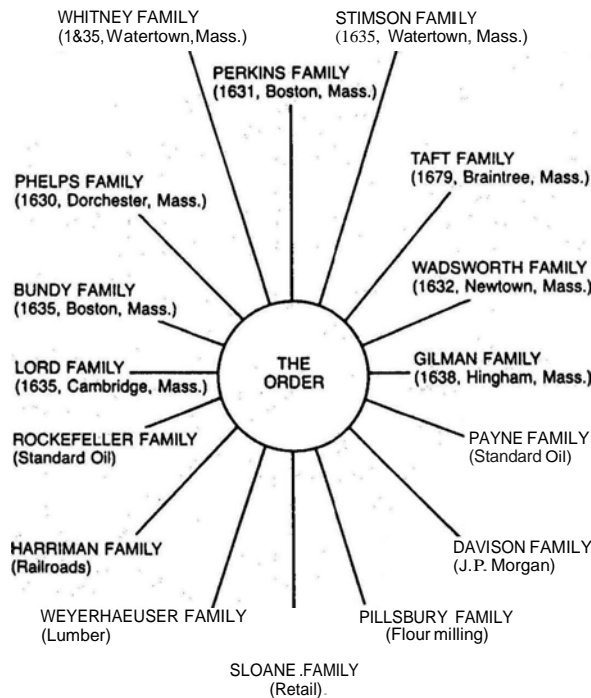 WHITNEY FAMILY
(1&35, Watertown, Mass.)
STIMSON FAMILY
(1635, Watertown, Mass.)
PERKINS FAMILY
(1631, Boston, Mass.)
TAFT FAMILY
(1679, Braintree, Mass.)
PHELPS FAMILY
(1630, Dorchester, Mass.)
WADSWORTH FAMILY
(1632, Newtown, Mass.)
BUNDY FAMILY
(1635, Boston, Mass.)
THE
ORDER
LORD FAMILY
(1635, Cambridge, Mass.)
GILMAN FAMILY
(1638, Hingham, Mass.)
ROCKEFELLER FAMILY
(Standard Oil)
PAYNE FAMILY
(Standard Oil)
HARRIMAN FAMILY
(Railroads)
DAVISON FAMILY
(J.P. Morgan)
WEYERHAEUSER FAMILY
(Lumber)
PILLSBURY FAMILY
(Flour milling)
SLOANE .FAMILY
(Retail)